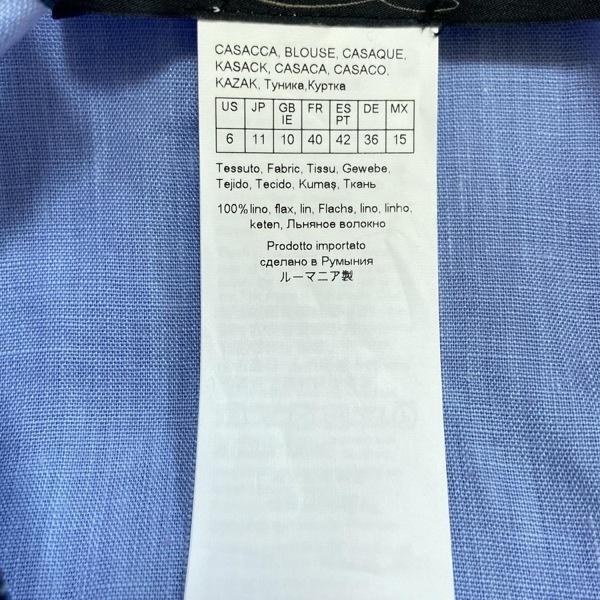 CASACCA, BLOUSE, CASAQUE,
KASACK, CASACA, CASACO,
KAZAK, Туника,Куртка
US JP GB IE FR ES PT DE MX
6 11 10 40 42 36 15
Tessuto, Fabric, Tissu, Gewebe,
Tejido, Tecido, Kumaş, Ткань
100%lino, flax, lin, Flachs, lino, linho,
keten, Льняное волокно
Prodotto importato
сделано в Румыния
ルーマニア製